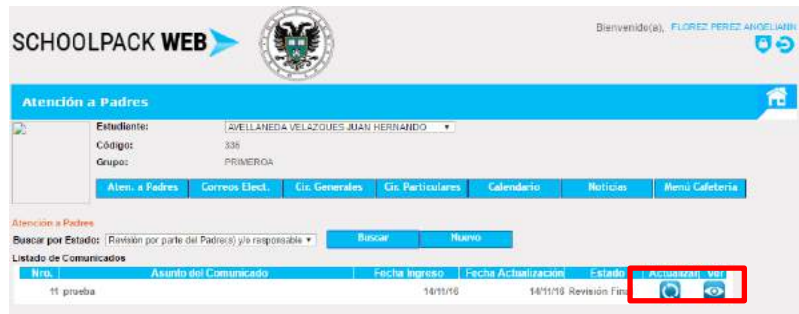 SCHOOLPACK WEB
Bienvenido(a), FLOREZ PEREZ ANGELIANN
Atención a Padres
Estudiante: AVELLANEDA VELAZQUES JUAN HERNANDO
Código: 336
Grupo: PRIMEROA
Aten. a Padres Correos Elect. Cir. Generales Cir. Particulares Calendario Noticias Menú Cafetería
Atención a Padres
Buscar por Estado: Revisión por parte del Padre(s) y/o responsable Buscar Nuevo
Listado de Comunicados
Nro. Asunto del Comunicado Fecha Ingreso Fecha Actualización Estado Actualizar Ver
11 prueba 14/11/16 14/11/16 Revisión Fina